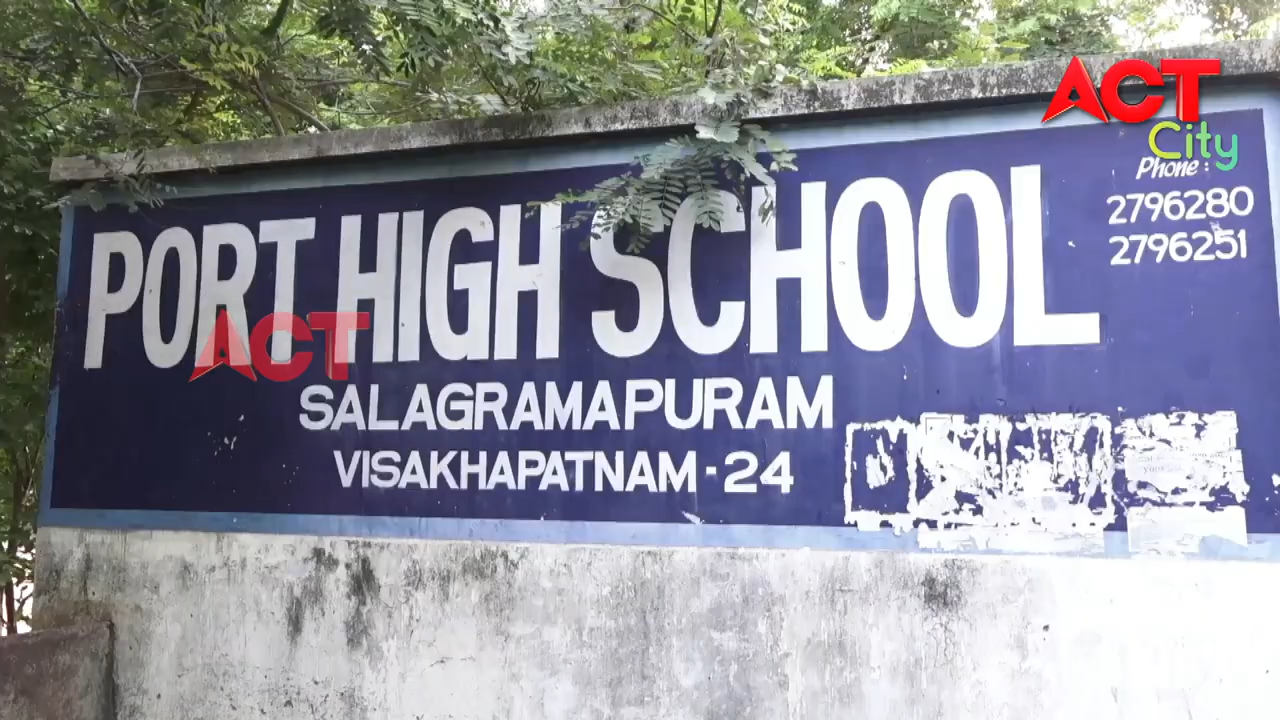 ACT
City
Phone :
2796280
2796251
PORT HIGH SCHOOL
ACT
SALAGRAMAPURAM
VISAKHAPATNAM - 24